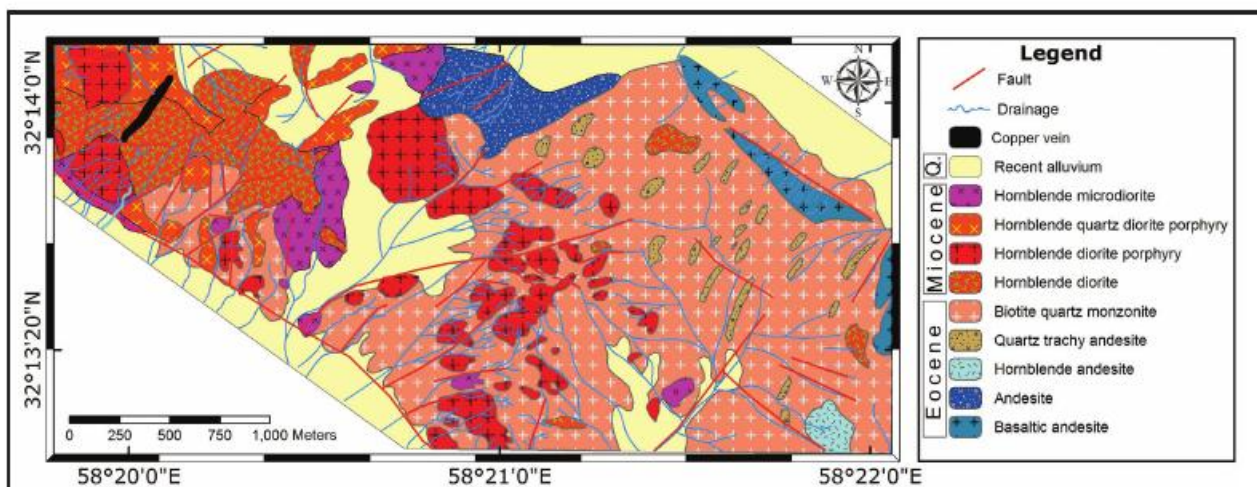 32°14'0"N
32°13'20"N
58°20'0"E
58°21'0"E
58°22'0"E
N
W E
S
0 250 500 750 1,000 Meters
Legend
Fault
Drainage
Copper vein
Q.
Recent alluvium
Miocene
Hornblende microdiorite
Hornblende quartz diorite porphyry
Hornblende diorite porphyry
Hornblende diorite
Eocene
Biotite quartz monzonite
Quartz trachy andesite
Hornblende andesite
Andesite
Basaltic andesite